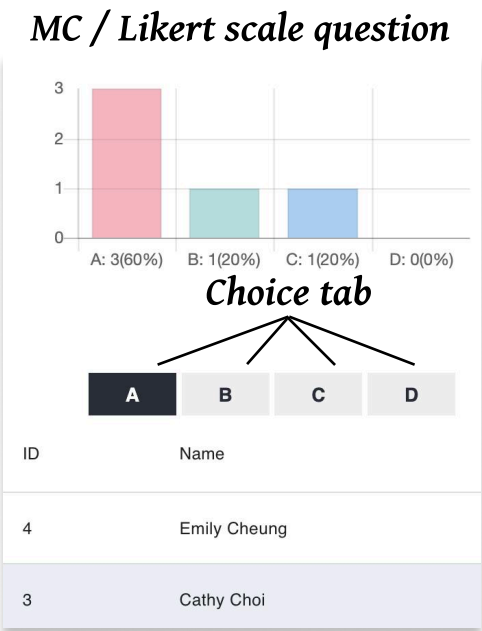 MC / Likert scale question
3
2
1
0
A: 3(60%) B: 1(20%) C: 1(20%) D: 0(0%)
Choice tab
A B C D
ID Name
4 Emily Cheung
3 Cathy Choi